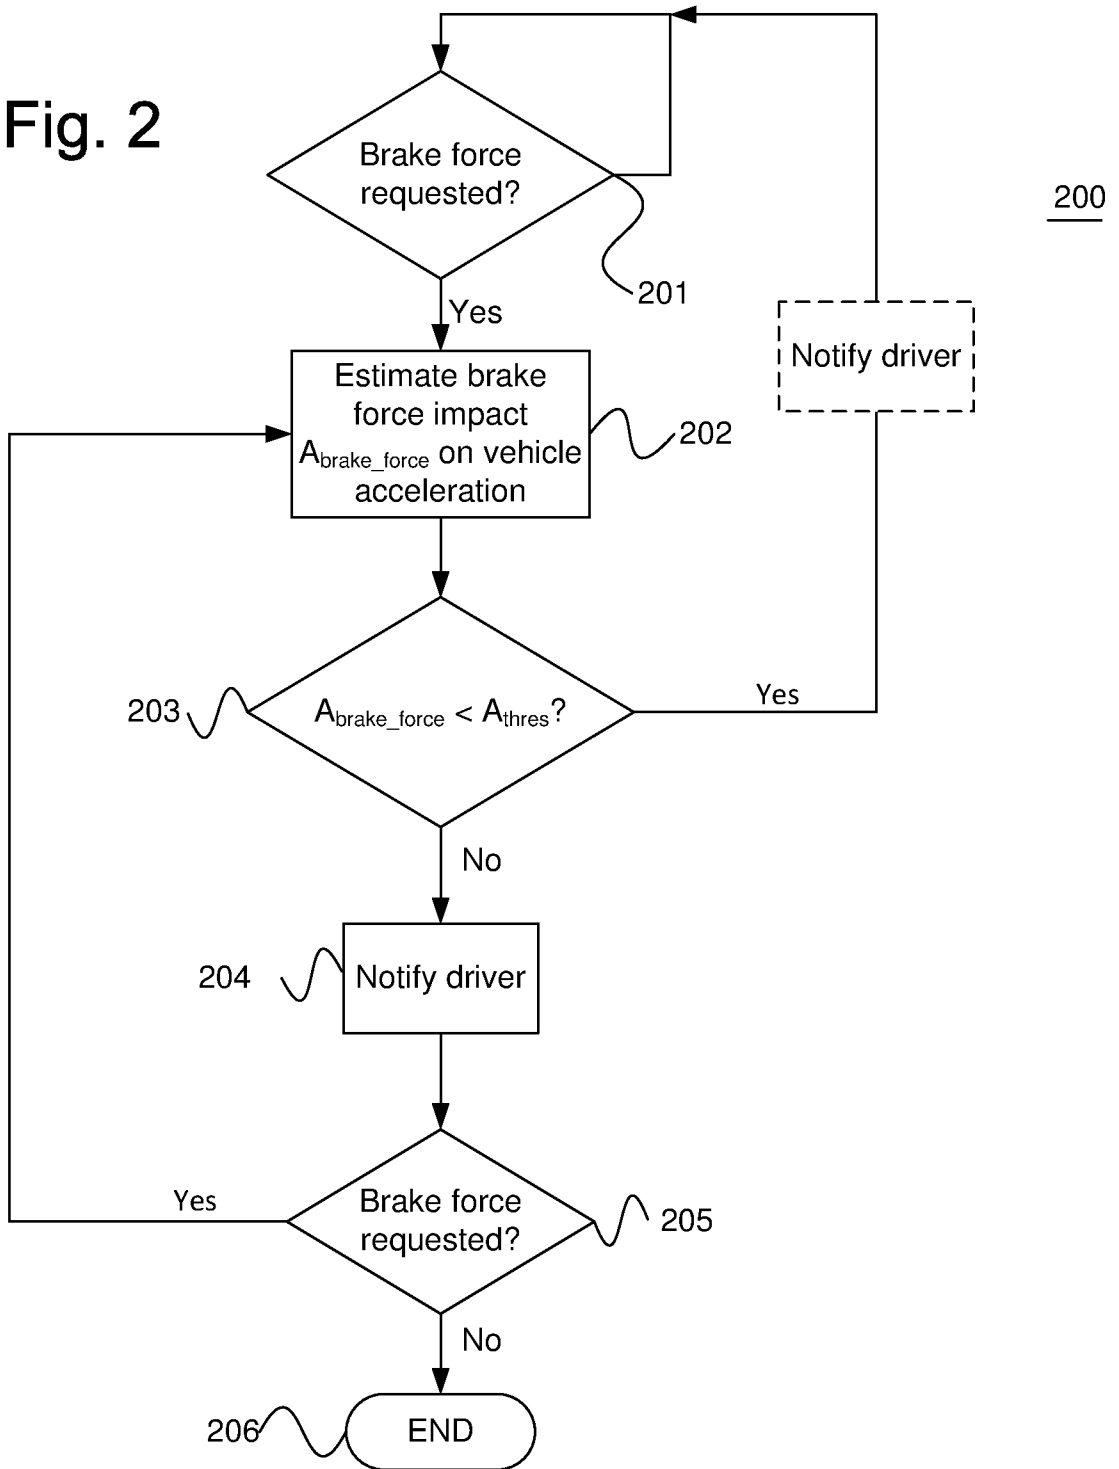 Fig. 2
200
Brake force
requested?
201
Yes
Notify driver
Estimate brake
force impact
Abrake_force on vehicle
acceleration
202
203
Abrake_force < Athres?
Yes
No
204
Notify driver
Yes
Brake force
requested?
205
No
206
END